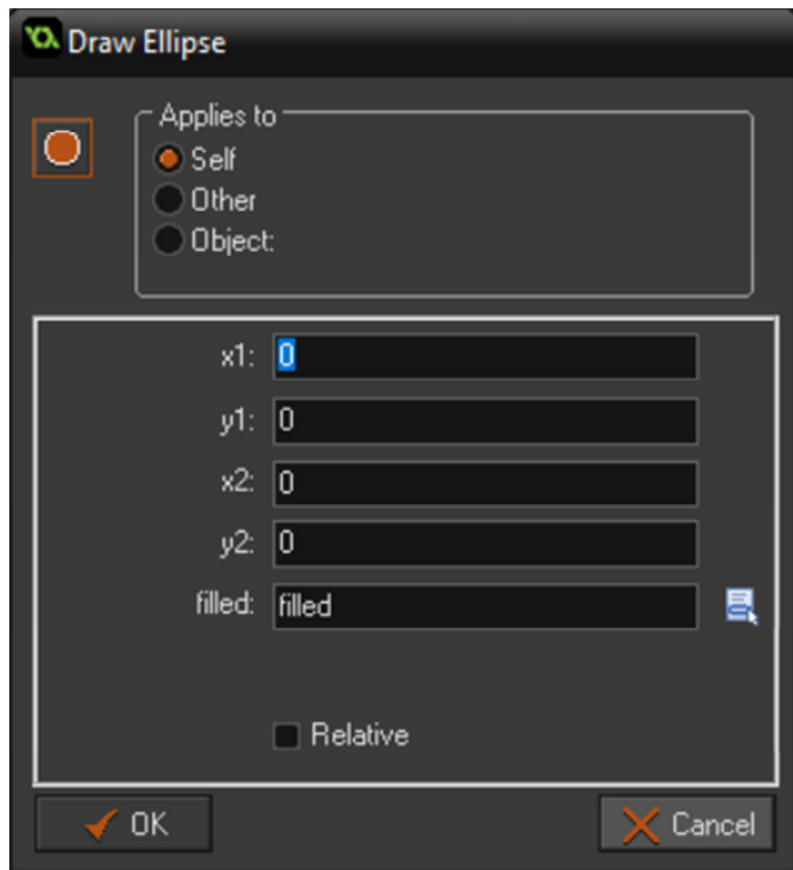 Draw Ellipse
Applies to
Self
Other
Object:
x1: 0
y1: 0
x2: 0
y2: 0
filled: filled
Relative
OK
Cancel